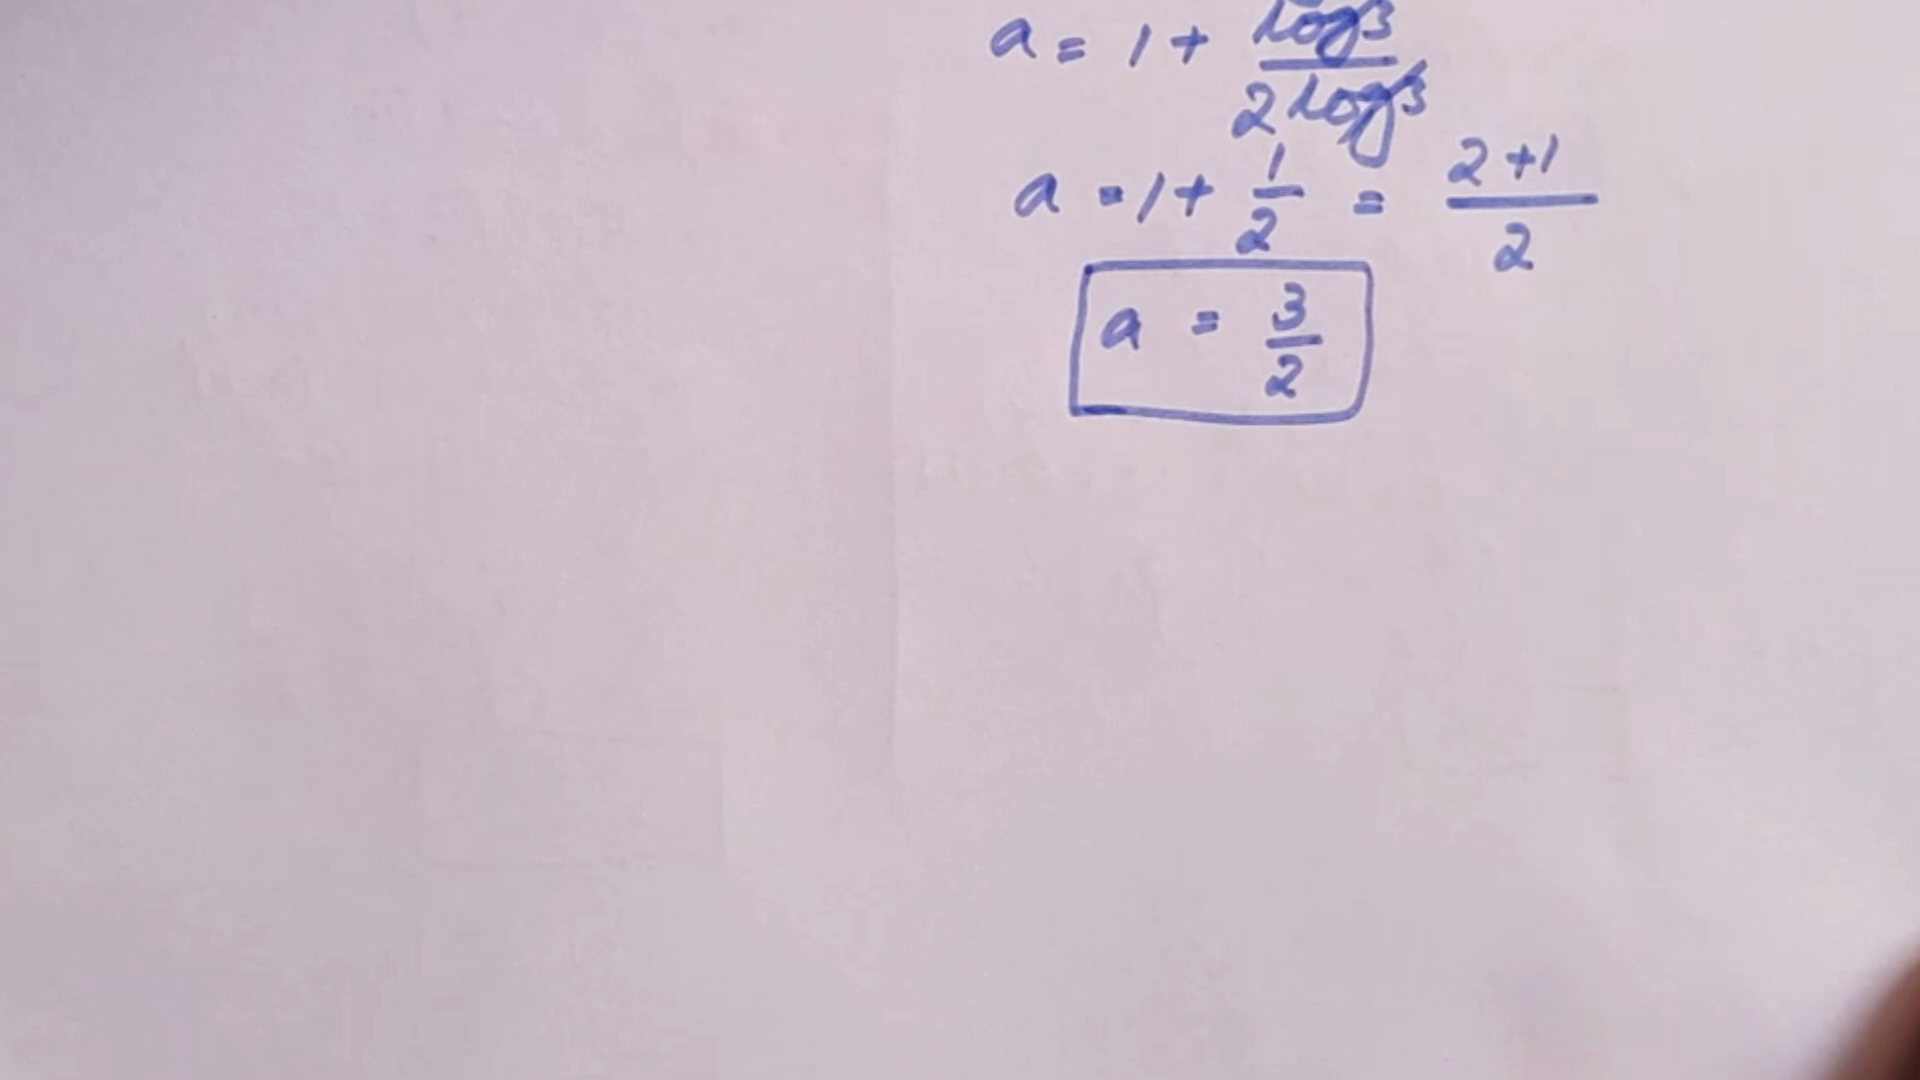 a = 1 + log3 / 2 log3
a = 1 + 1/2 = 2+1 / 2
a = 3/2